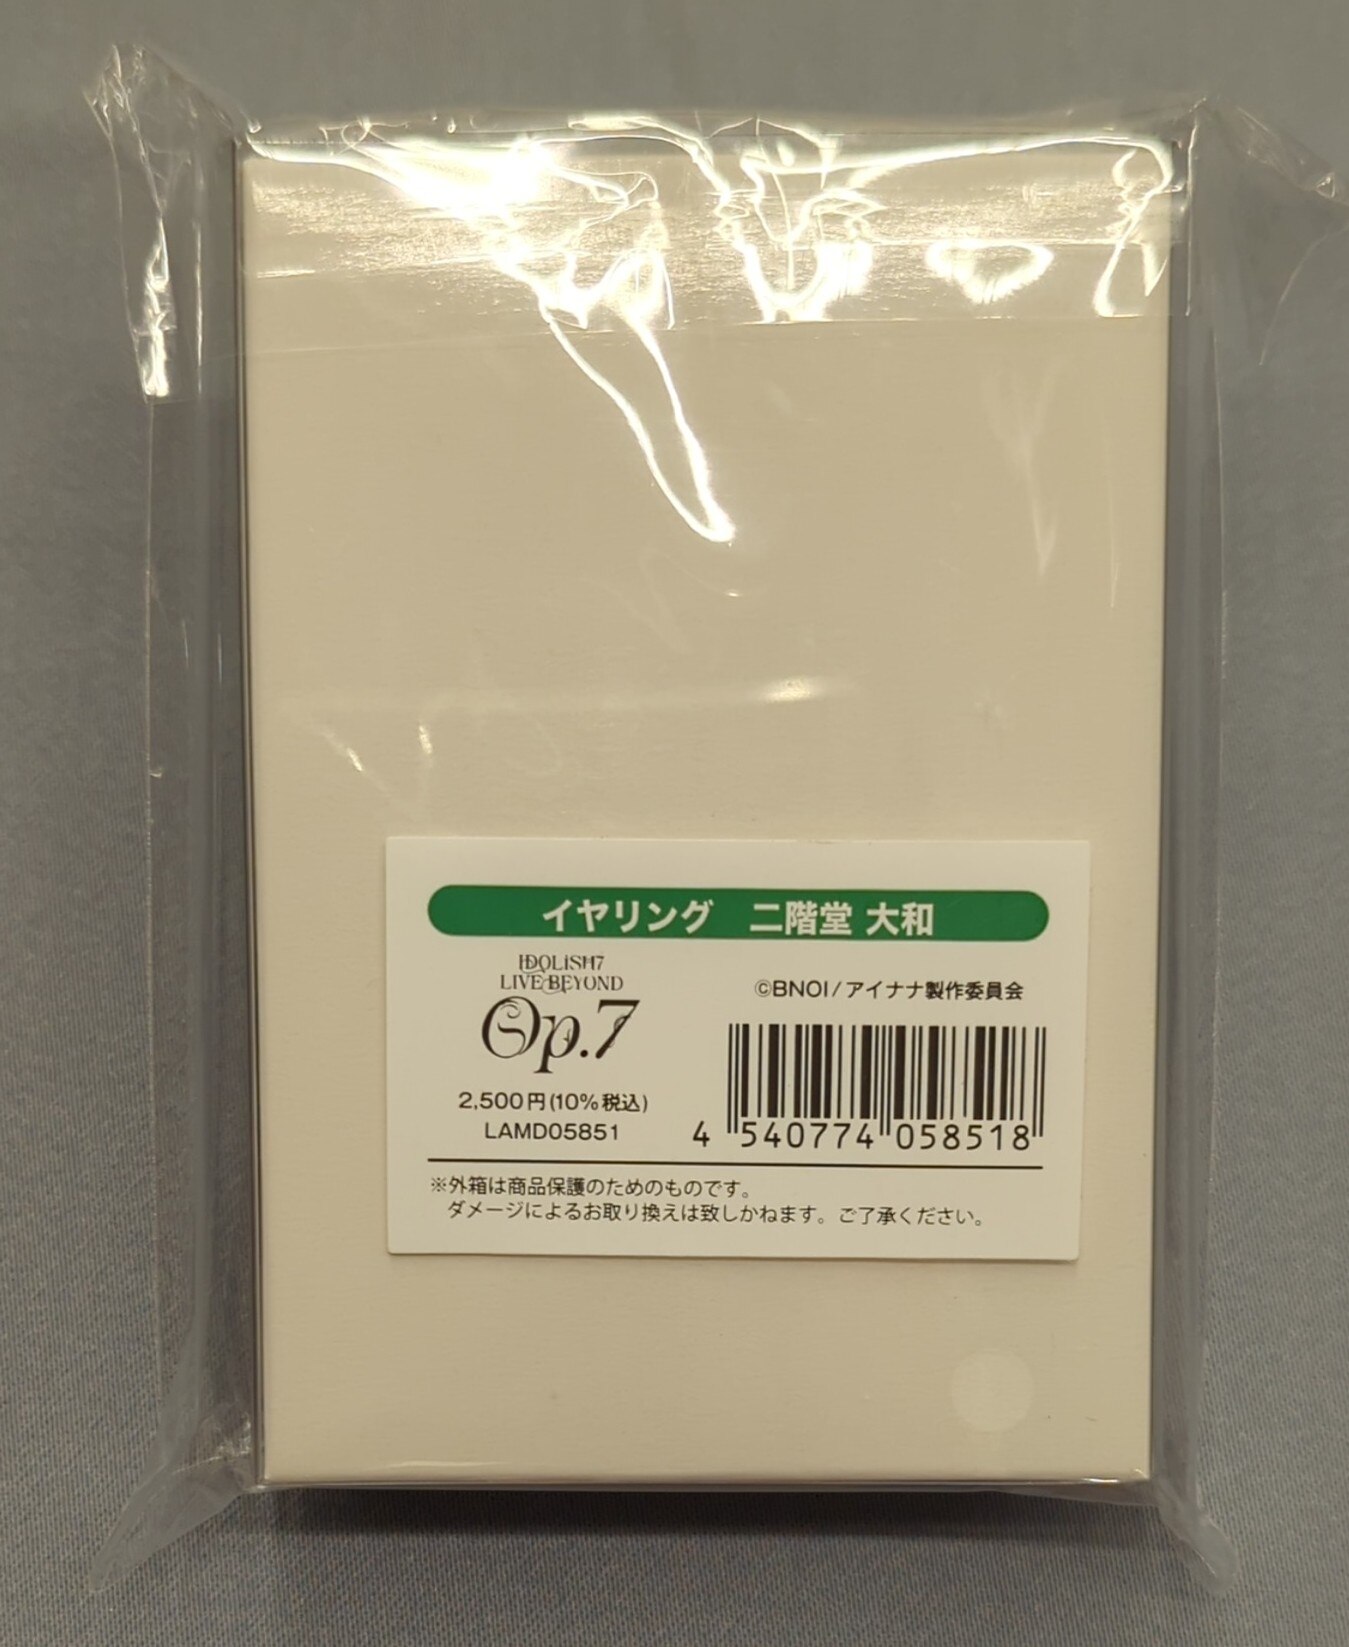 イヤリング 二階堂 大和
IDOLiSH7
LIVE BEYOND
Op.7
©BNOI/アイナナ製作委員会
2,500円(10%税込)
LAMD05851
4 540774 058518
※外箱は商品保護のためのものです。
ダメージによるお取り換えは致しかねます。ご了承ください。